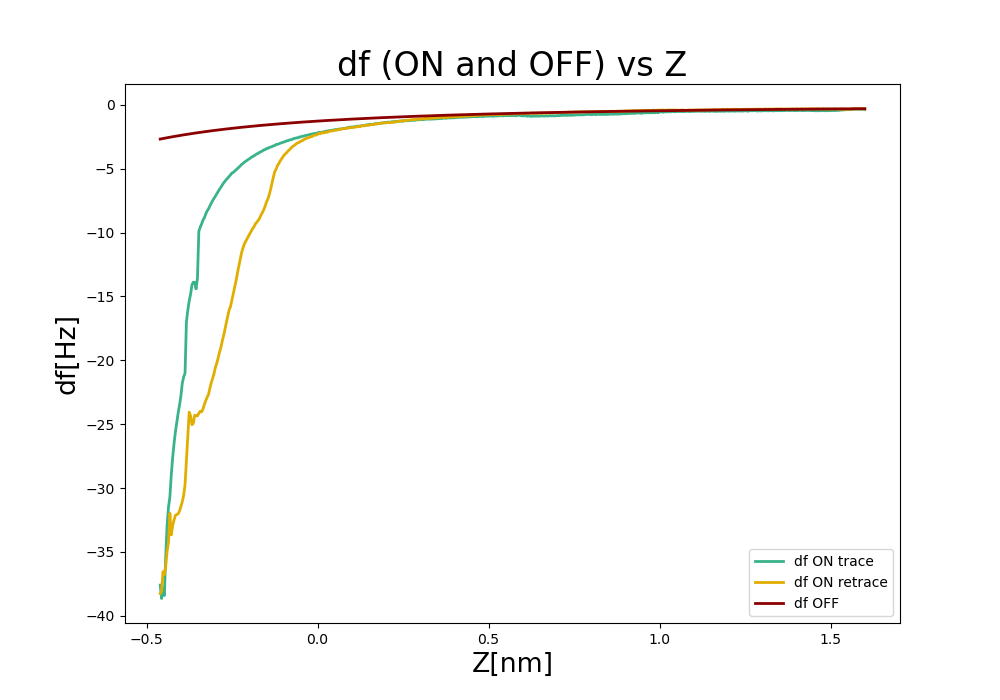 df (ON and OFF) vs Z
df[Hz]
0
−5
−10
−15
−20
−25
−30
−35
−40
−0.5
0.0
0.5
1.0
1.5
Z[nm]
df ON trace
df ON retrace
df OFF